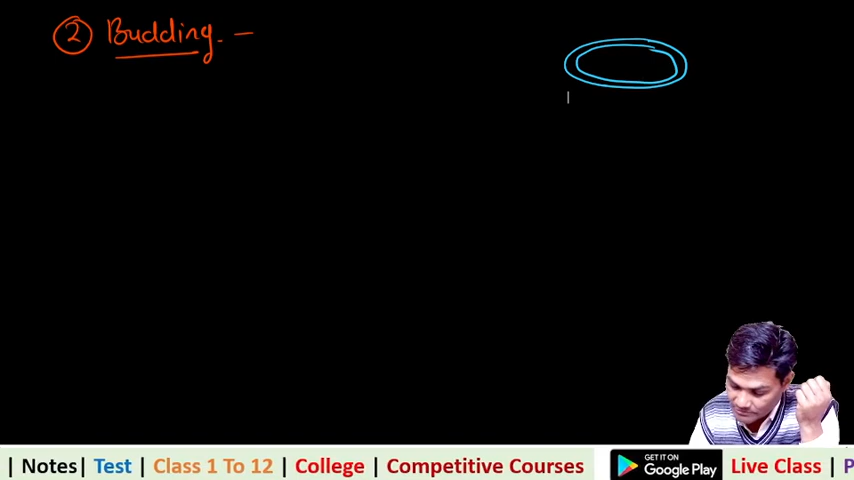 ② Budding. –
| Notes| Test | Class 1 To 12 | College | Competitive Courses
GET IT ON
Google Play
Live Class | P